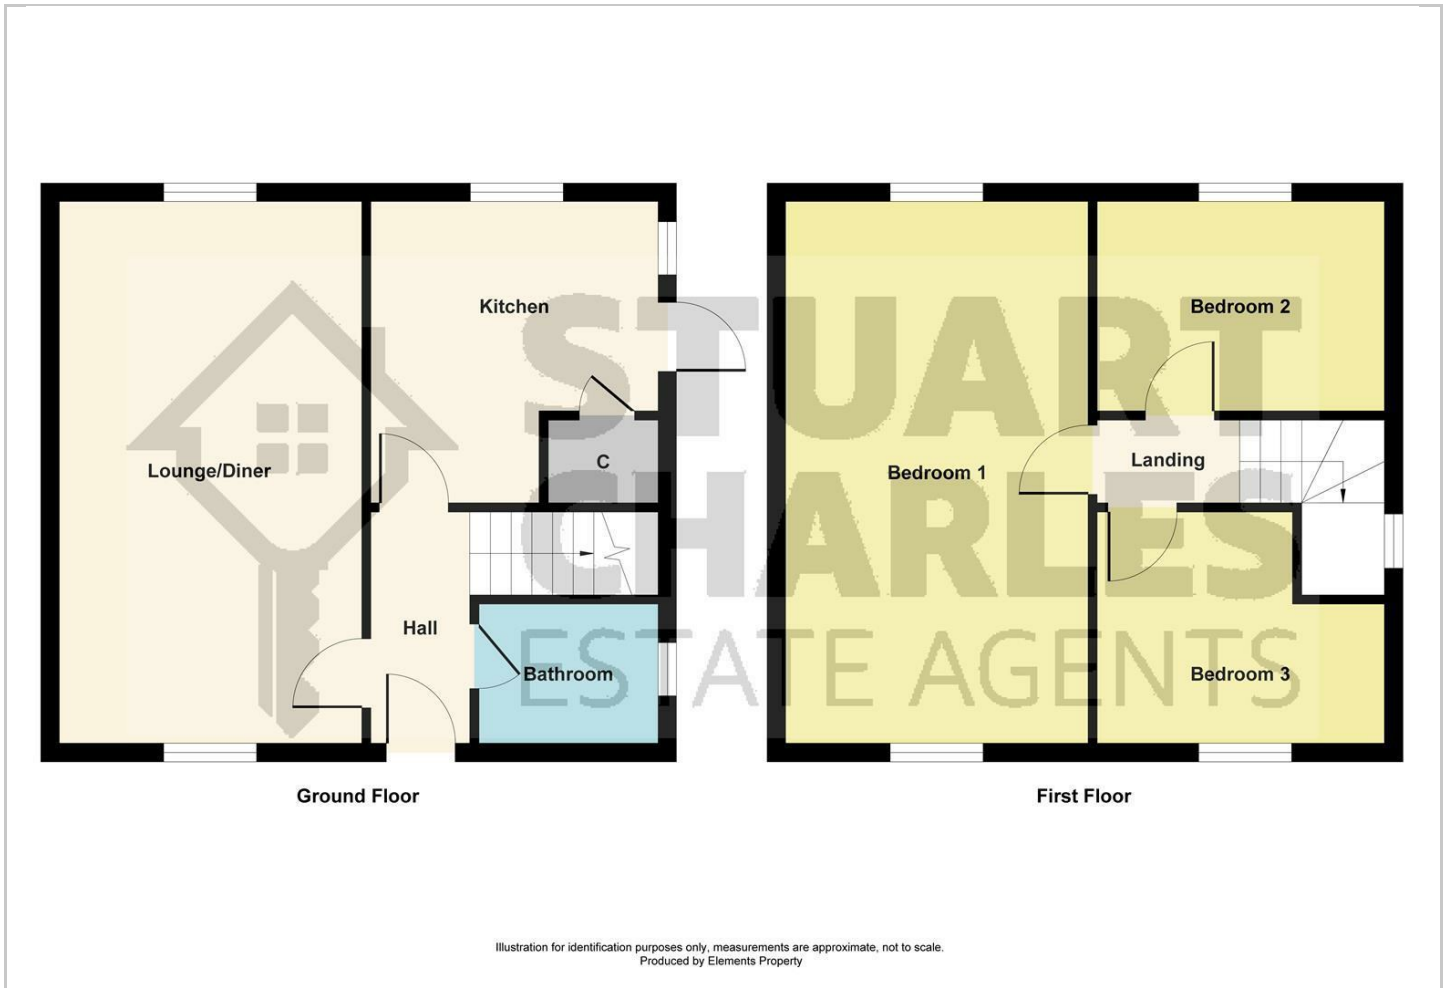 Kitchen
Bedroom 2
STUART
Lounge/Diner
C
Bedroom 1
Landing
CHARLES
Hall
Bathroom
ESTATE AGENTS
Bedroom 3
Ground Floor
First Floor
Illustration for identification purposes only, measurements are approximate, not to scale.
Produced by Elements Property